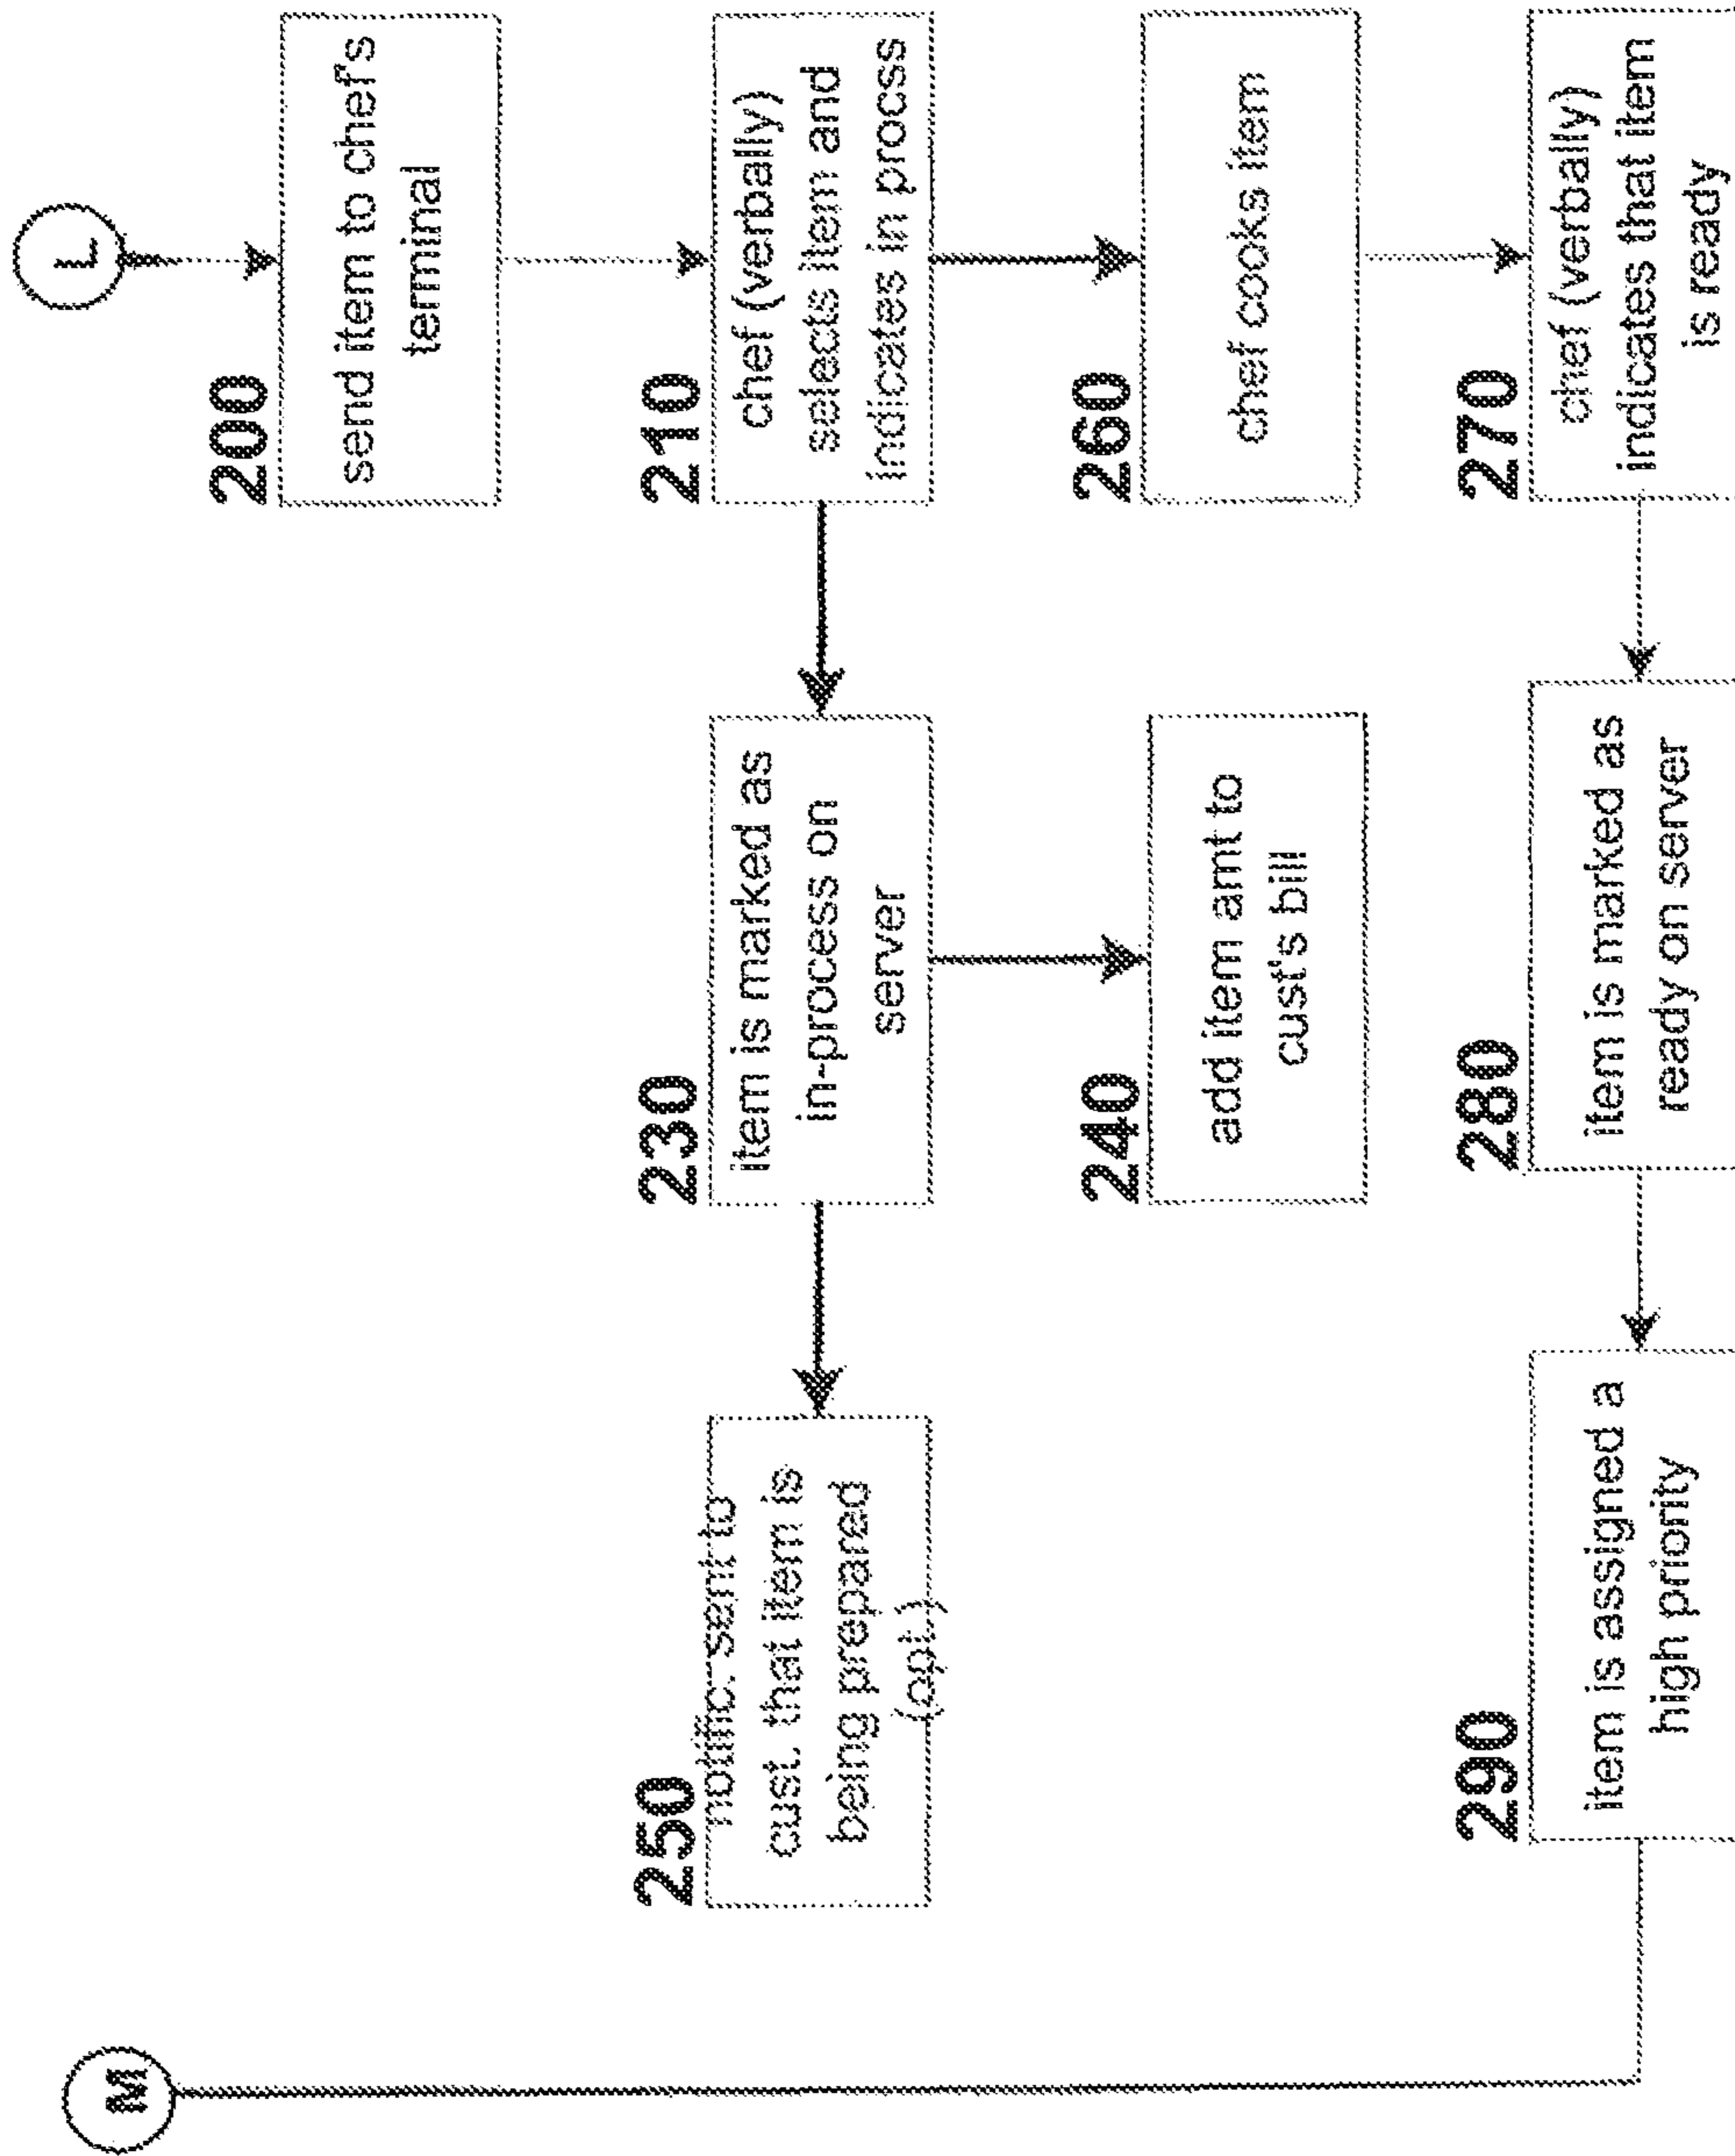 L
200
send item to chef's
terminal
210
chef (verbally)
selects item and
indicates in procss
230
item is marked as
in-process on
server
250
notific. sent to
cust. that item is
being prepared
(opt.)
240
add item amt to
cust's bill
260
chef cooks item
270
chef (verbally)
indicates that item
is ready
280
item is marked as
ready on server
290
item is assigned a
high priority
M